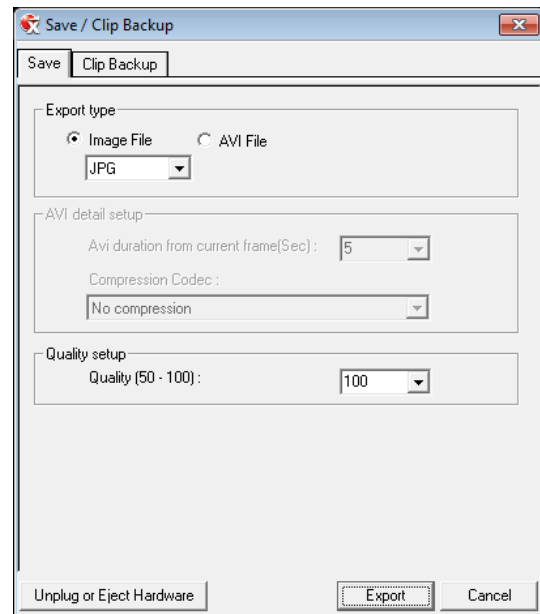 Save / Clip Backup
Save
Clip Backup
Export type
Image File
AVI File
JPG
AVI detail setup
Avi duration from current frame(Sec) :
5
Compression Codec :
No compression
Quality setup
Quality (50 - 100) :
100
Unplug or Eject Hardware
Export
Cancel